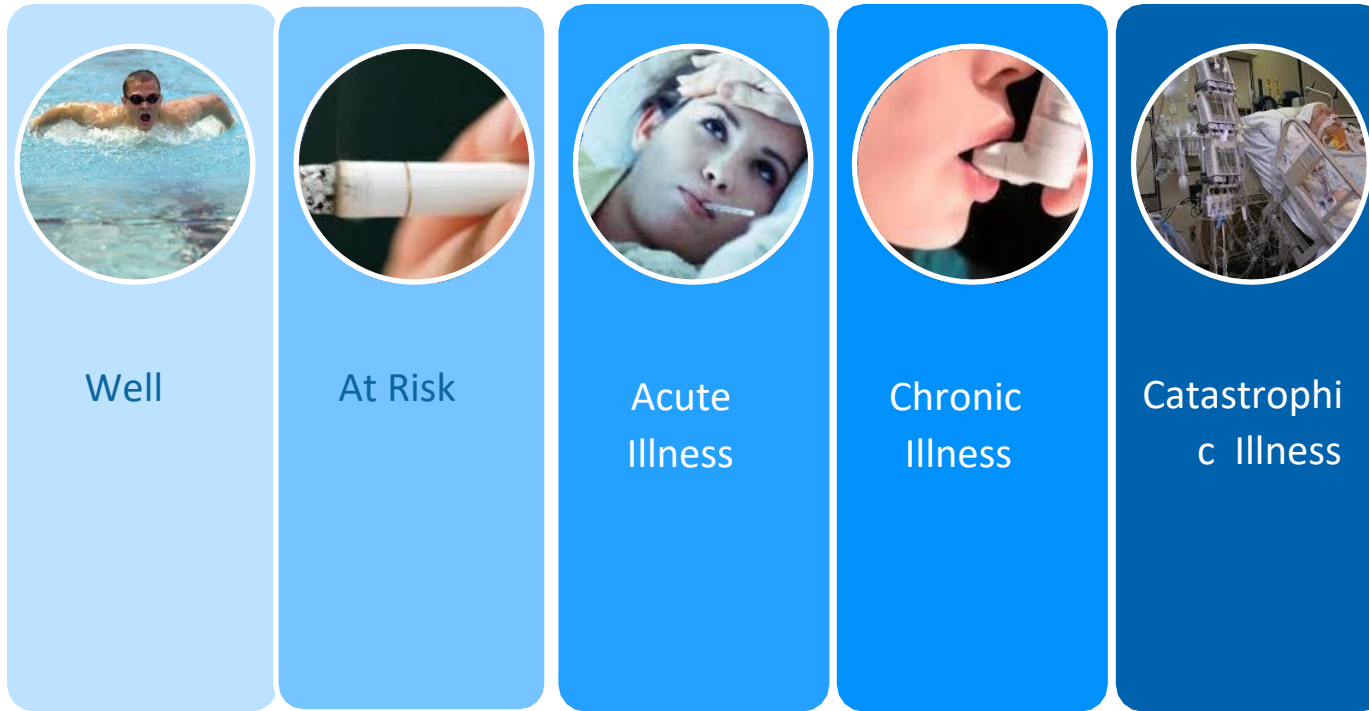 Well
At Risk
Acute
Illness
Chronic
Illness
Catastrophi
c Illness